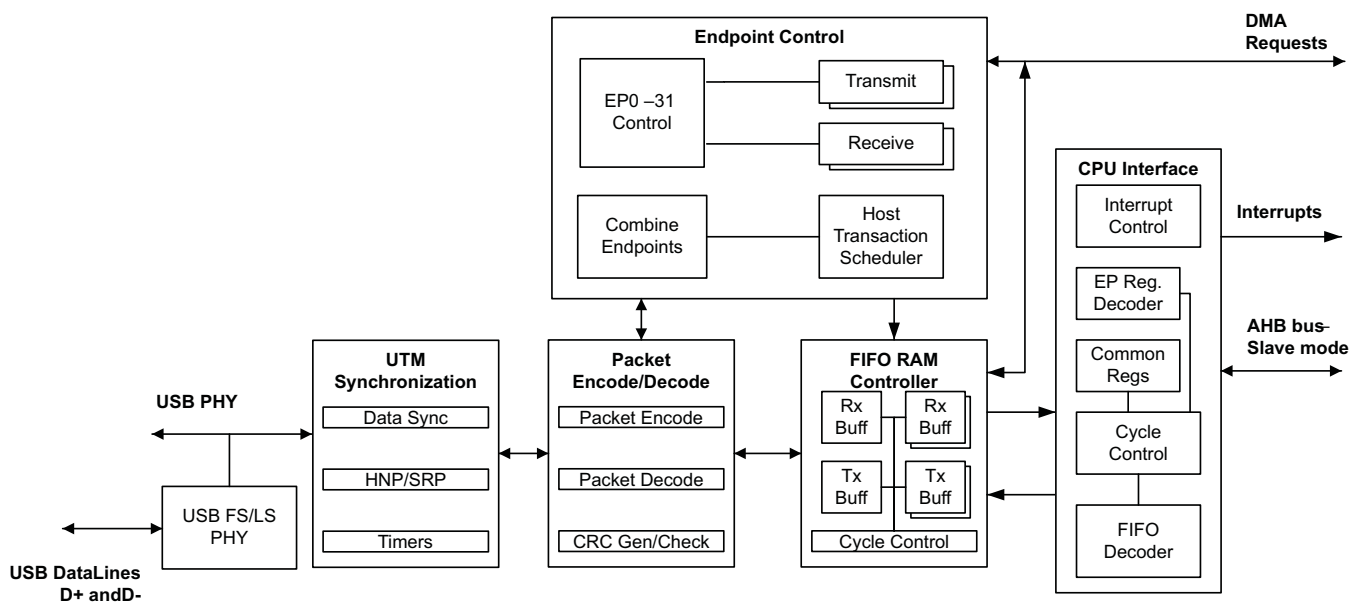 Endpoint Control
EP0 –31
Control
Transmit
Receive
Combine
Endpoints
Host
Transaction
Scheduler
DMA
Requests
CPU Interface
Interrupt
Control
EP Reg.
Decoder
Common
Regs
Cycle
Control
FIFO
Decoder
Interrupts
AHB bus–
Slave mode
UTM
Synchronization
Data Sync
HNP/SRP
Timers
Packet
Encode/Decode
Packet Encode
Packet Decode
CRC Gen/Check
FIFO RAM
Controller
Rx
Buff
Rx
Buff
Tx
Buff
Tx
Buff
Cycle Control
USB PHY
USB FS/LS
PHY
USB DataLines
D+ andD-